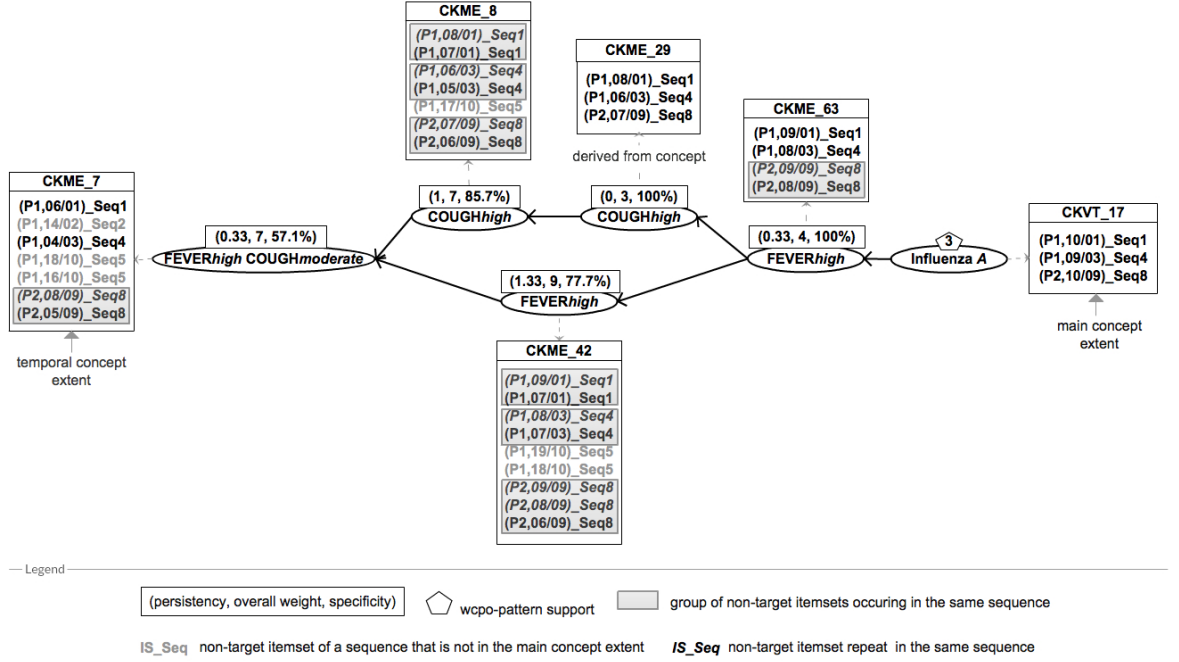 CKME_8
(P1,08/01)_Seq1
(P1,07/01)_Seq1
(P1,06/03)_Seq4
(P1,05/03)_Seq4
(P1,17/10)_Seq5
(P2,07/09)_Seq8
(P2,06/09)_Seq8
CKME_29
(P1,08/01)_Seq1
(P1,06/03)_Seq4
(P2,07/09)_Seq8
derived from concept
CKME_63
(P1,09/01)_Seq1
(P1,08/03)_Seq4
(P2,09/09)_Seq8
(P2,08/09)_Seq8
CKME_7
(P1,06/01)_Seq1
(P1,14/02)_Seq2
(P1,04/03)_Seq4
(P1,18/10)_Seq5
(P1,16/10)_Seq5
(P2,08/09)_Seq8
(P2,05/09)_Seq8
temporal concept
extent
(0.33, 7, 57.1%)
FEVERhigh COUGHmoderate
(1, 7, 85.7%)
COUGHhigh
(0, 3, 100%)
COUGHhigh
(1.33, 9, 77.7%)
FEVERhigh
(0.33, 4, 100%)
FEVERhigh
3
Influenza A
CKVT_17
(P1,10/01)_Seq1
(P1,09/03)_Seq4
(P2,10/09)_Seq8
main concept
extent
CKME_42
(P1,09/01)_Seq1
(P1,07/01)_Seq1
(P1,08/03)_Seq4
(P1,07/03)_Seq4
(P1,19/10)_Seq5
(P1,18/10)_Seq5
(P2,09/09)_Seq8
(P2,08/09)_Seq8
(P2,06/09)_Seq8
Legend
(persistency, overall weight, specificity)
wcpo-pattern support
group of non-target itemsets occuring in the same sequence
IS_Seq non-target itemset of a sequence that is not in the main concept extent
IS_Seq non-target itemset repeat in the same sequence